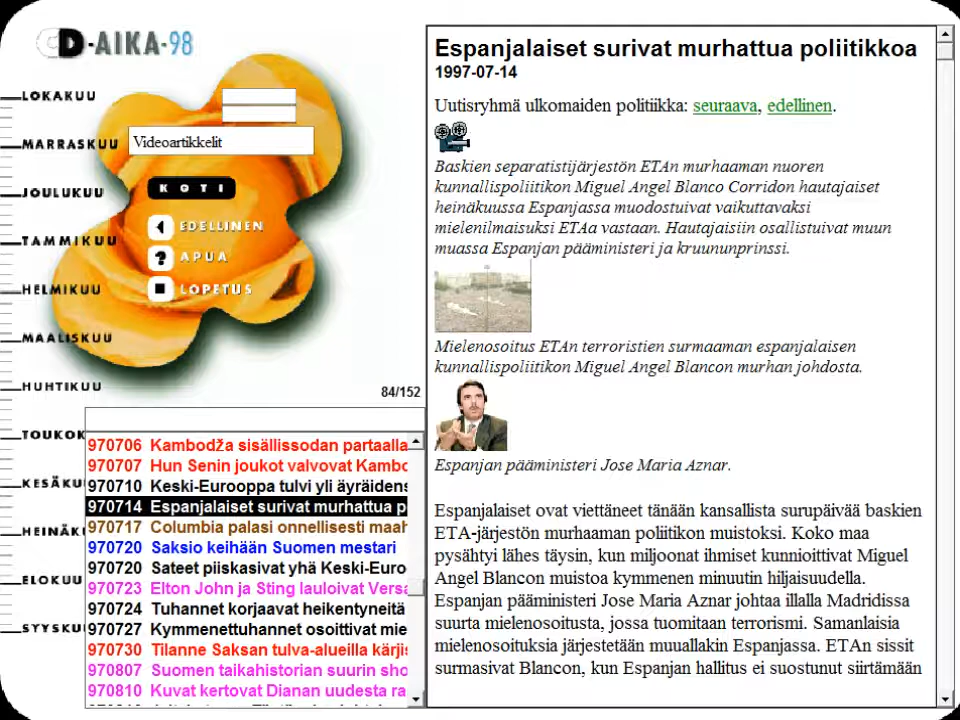 CD-AIKA-98
LOKAKUU
MARRASKUU
JOULUKUU
TAMMIKUU
HELMIKUU
MAALISKUU
HUHTIKUU
TOUKOK
KESÄKU
HEINÄK
ELOKUU
SYYSKU
Videoartikkelit
KOTI
EDELLINEN
APUA
LOPETUS
84/152
970706 Kambodža sisällissodan partaalla
970707 Hun Senin joukot valvovat Kambo
970710 Keski-Eurooppa tulvi yli äyräidens
970714 Espanjalaiset surivat murhattua p
970717 Columbia palasi onnellisesti maah
970720 Saksio keihään Suomen mestari
970720 Sateet piiskasivat yhä Keski-Euro
970723 Elton John ja Sting lauloivat Versa
970724 Tuhannet korjaavat heikentyneitä
970727 Kymmenettuhannet osoittivat mie
970730 Tilanne Saksan tulva-alueilla kärjis
970807 Suomen taikahistorian suurin sho
970810 Kuvat kertovat Dianan uudesta ra
Espanjalaiset surivat murhattua poliitikkoa
1997-07-14
Uutisryhmä ulkomaiden politiikka: seuraava, edellinen.
Baskien separatistijärjestön ETAn murhaaman nuoren
kunnallispoliitikon Miguel Angel Blanco Corridon hautajaiset
heinäkuussa Espanjassa muodostuivat vaikuttavaksi
mielenilmaisuksi ETAa vastaan. Hautajaisiin osallistuivat muun
muassa Espanjan pääministeri ja kruununprinssi.
Mielenosoitus ETAn terroristien surmaaman espanjalaisen
kunnallispoliitikon Miguel Angel Blancon murhan johdosta.
Espanjan pääministeri Jose Maria Aznar.
Espanjalaiset ovat viettäneet tänään kansallista surupäivää baskien
ETA-järjestön murhaaman poliitikon muistoksi. Koko maa
pysähtyi lähes täysin, kun miljoonat ihmiset kunnioittivat Miguel
Angel Blancon muistoa kymmenen minuutin hiljaisuudella.
Espanjan pääministeri Jose Maria Aznar johtaa illalla Madridissa
suurta mielenosoitusta, jossa tuomitaan terrorismi. Samanlaisia
mielenosoituksia järjestetään muuallakin Espanjassa. ETAn sissit
surmasivat Blancon, kun Espanjan hallitus ei suostunut siirtämään